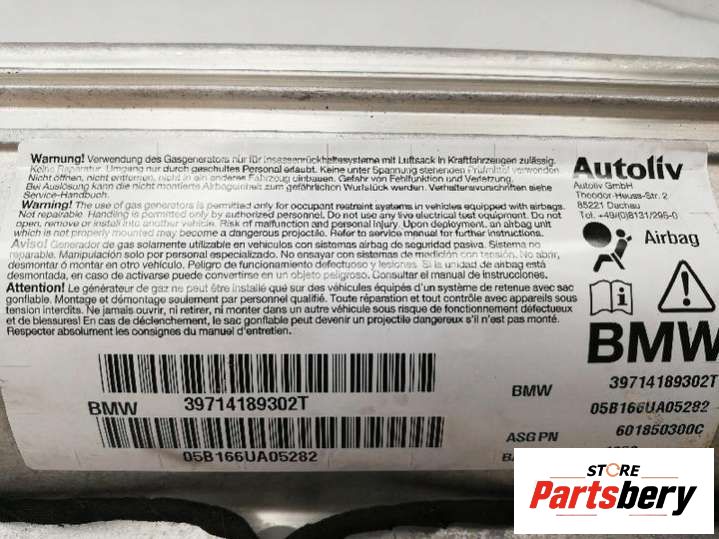 Warnung! Verwendung des Gasgenerators nur für Insassenrückhaltesysteme mit Luftsack in Kraftfahrzeugen zulässig.
Keine Reparatur. Umgang nur durch geschultes Personal erlaubt. Keine unter Spannung stehenden Prüfmittel verwenden.
Nicht öffnen, nicht entfernen, nicht in ein anderes Fahrzeug einbauen. Gefahr von Fehlfunktion und Verletzung.
Bei Auslösung kann die nicht montierte Airbageinheit zum gefährlichen Wurfstück werden. Verhaltensvorschriften siehe
Service-Handbuch.
Warning! The use of gas generators is permitted only for occupant restraint systems in vehicles equipped with airbags.
Not repairable. Handling is permitted only by authorized personnel. Do not use any live electrical test equipment. Do not
open, remove or install into another vehicle. Risk of malfunction and personal injury. Upon deployment, an airbag unit
which is not properly mounted may become a dangerous projectile. Refer to service manual for further instructions.
Aviso! Generador de gas solamente utilizable en vehiculos con sistemas airbag de seguridad pasiva. Sistema no
reparable. Manipulación solo por personal especializado. No ensayar con sistemas de medición con tensión. No abrir,
desmontar ó montar en otro vehículo. Peligro de funcionamiento defectuoso y lesiones. Si la unidad de airbag está
desmontada, en caso de activarse puede convertirse en un objeto peligroso. Consultar al manual de instrucciones.
Attention! Le générateur de gaz ne peut être installé que sur des véhicules équipés d'un système de retenue avec sac
gonflable. Montage et démontage seulement par personnel qualifié. Toute réparation et tout contrôle avec appareils sous
tension interdits. Ne jamais ouvrir, ni retirer, ni monter dans un autre véhicule sous risque de fonctionnement défectueux
et de blessures! En cas de déclenchement, le sac gonflable peut devenir un projectile dangereux s'il n'est pas monté.
Respecter absolument les consignes du manuel d'entretien.
Autoliv
Autoliv GmbH
Theodor-Heuss-Str. 2
85221 Dachau
Tel. +49/(0)8131/295-0
Airbag
BMW
BMW 39714189302T
05B166UA05282
BMW 39714189302T
05B166UA05282
ASG PN 601850300C
STORE
Partsbery